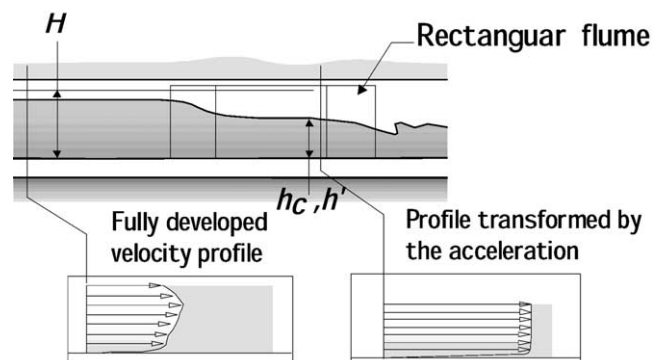 H
Rectanguar flume
hc ,h'
Fully developed
velocity profile
Profile transformed by
the acceleration